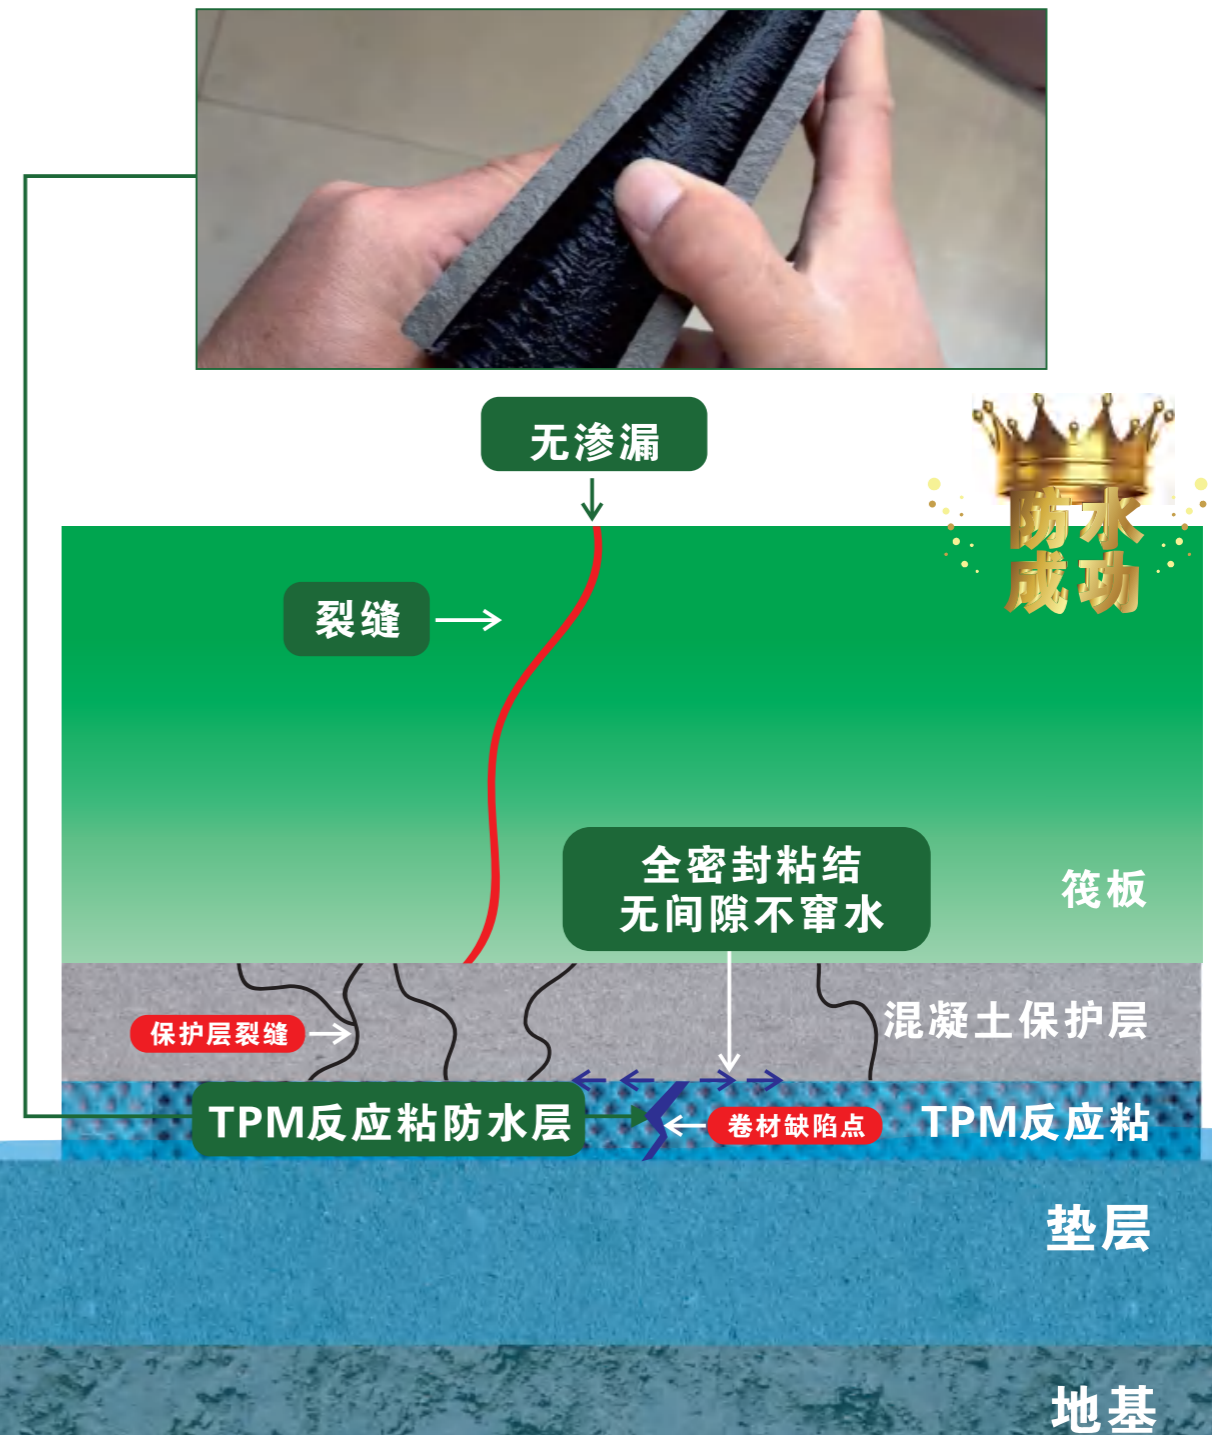 无渗漏
防水
成功
裂缝
全密封粘结
无间隙不窜水
筏板
混凝土保护层
保护层裂缝
TPM反应粘防水层
卷材缺陷点
TPM反应粘
垫层
地基